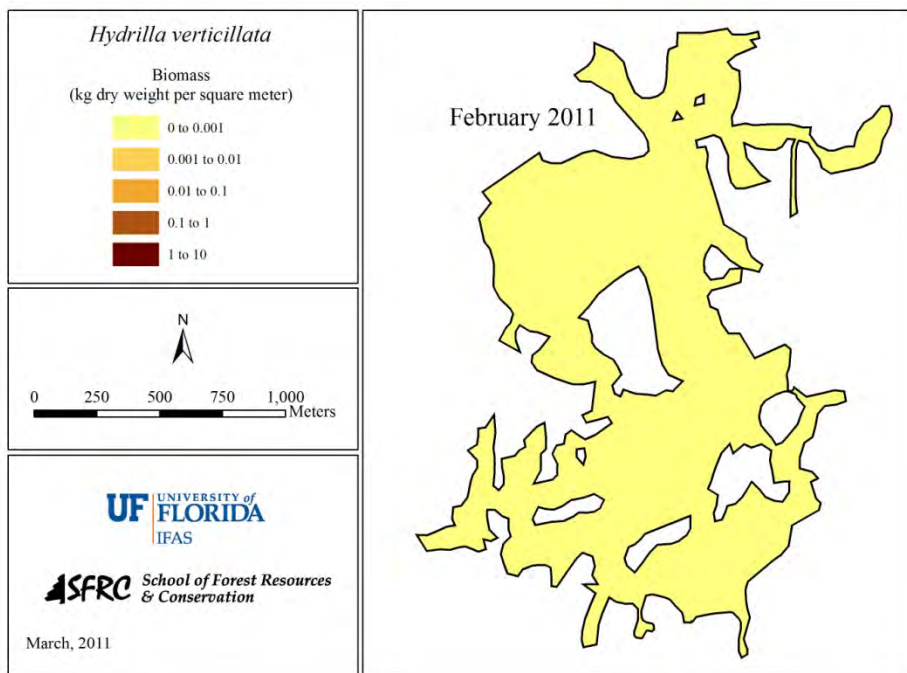 Hydrilla verticillata
Biomass
(kg dry weight per square meter)
0 to 0.001
0.001 to 0.01
0.01 to 0.1
0.1 to 1
1 to 10
N
0 250 500 750 1,000
Meters
UF UNIVERSITY of
FLORIDA
IFAS
SFRC School of Forest Resources
& Conservation
March, 2011
February 2011